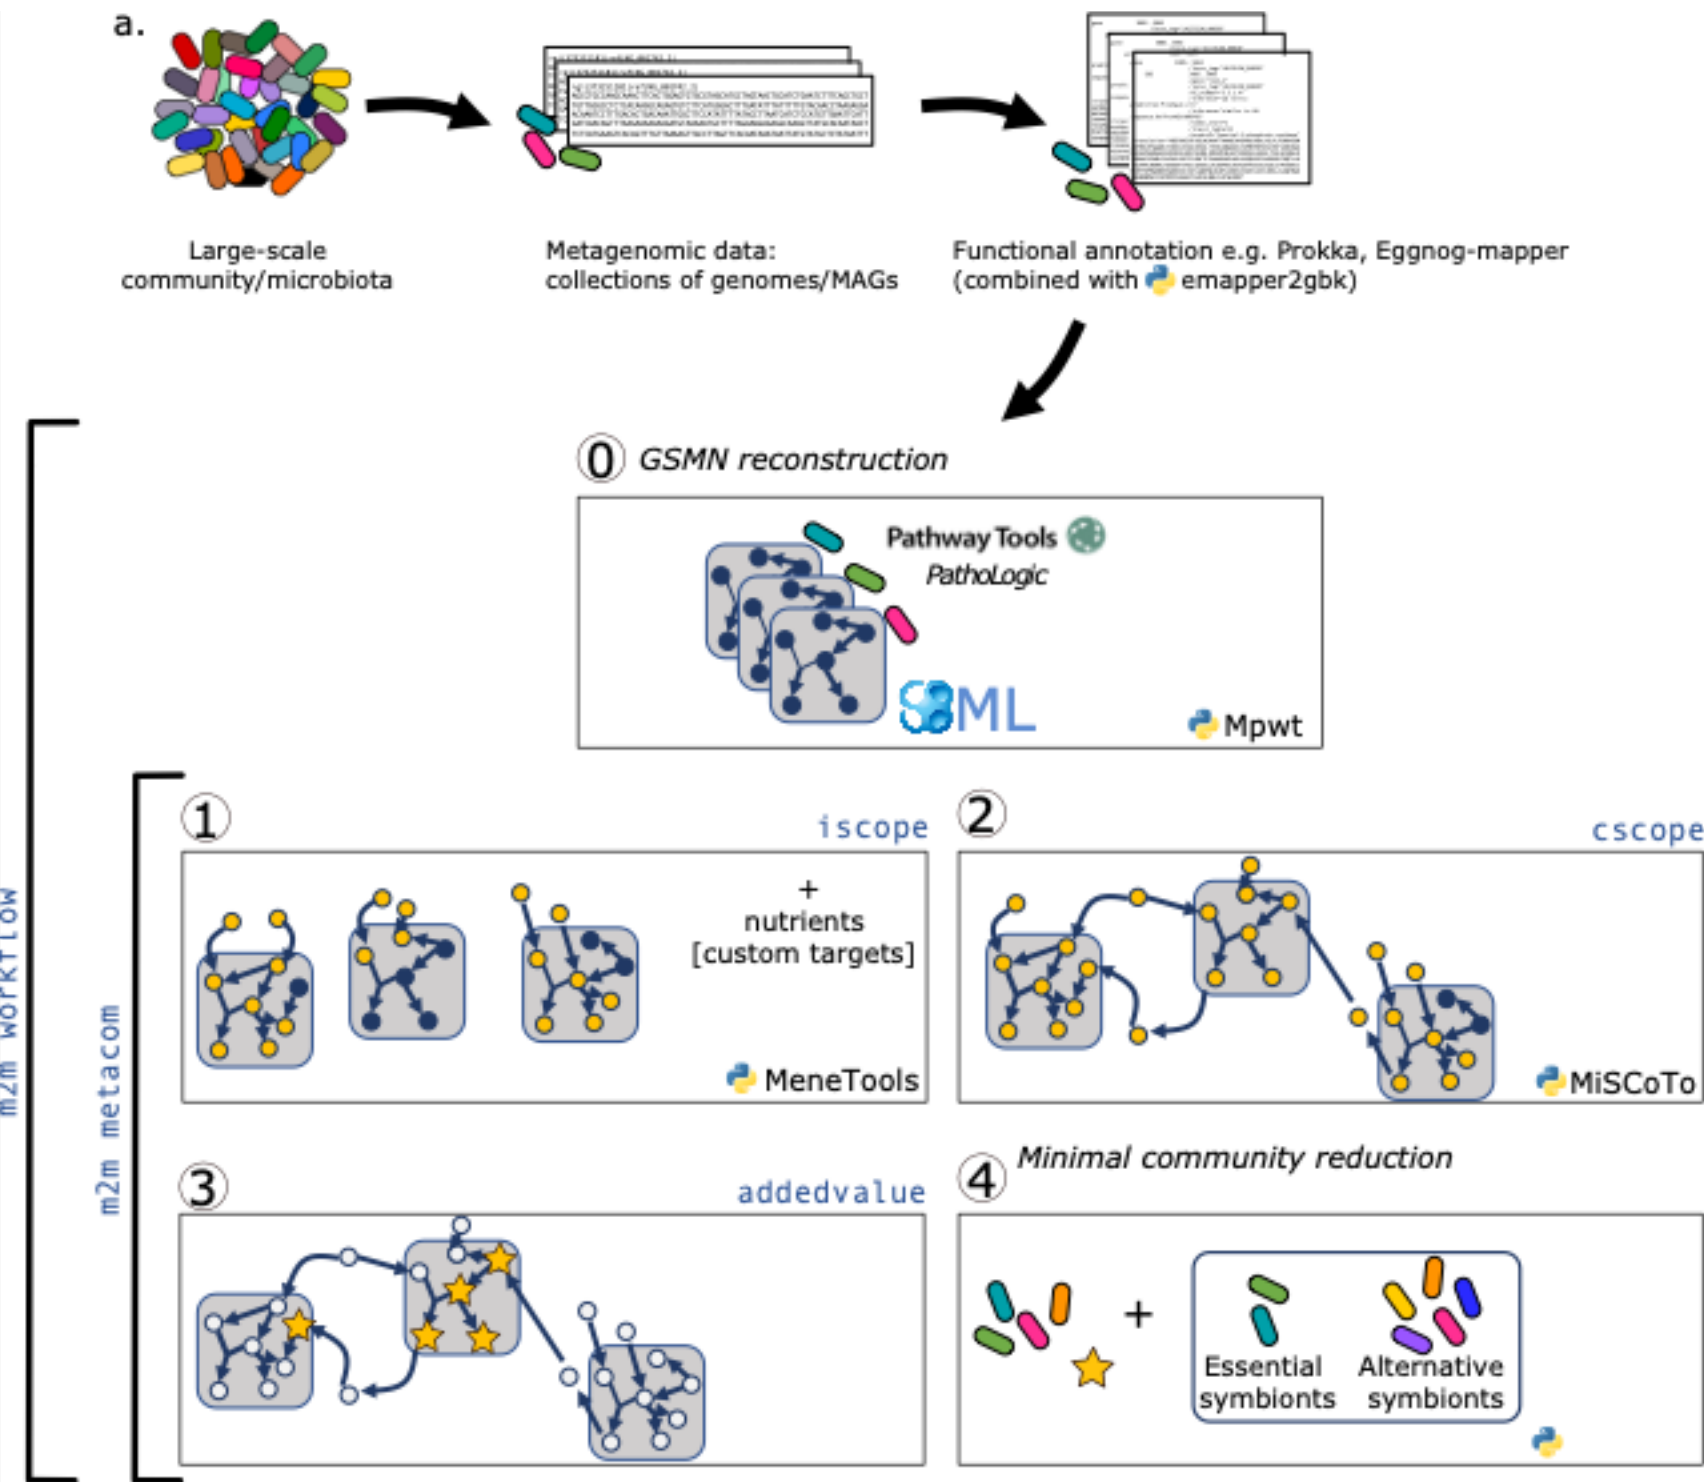 a.
Large-scale
community/microbiota
Metagenomic data:
collections of genomes/MAGs
Functional annotation e.g. Prokka, Eggnog-mapper
(combined with emapper2gbk)
m2m workflow
0 GSMN reconstruction
Pathway Tools
PathoLogic
SBML
Mpwt
m2m metacom
1
iscope
+
nutrients
[custom targets]
MeneTools
2
cscope
MiSCoTo
3
addedvalue
4 Minimal community reduction
+
Essential
symbionts
Alternative
symbionts